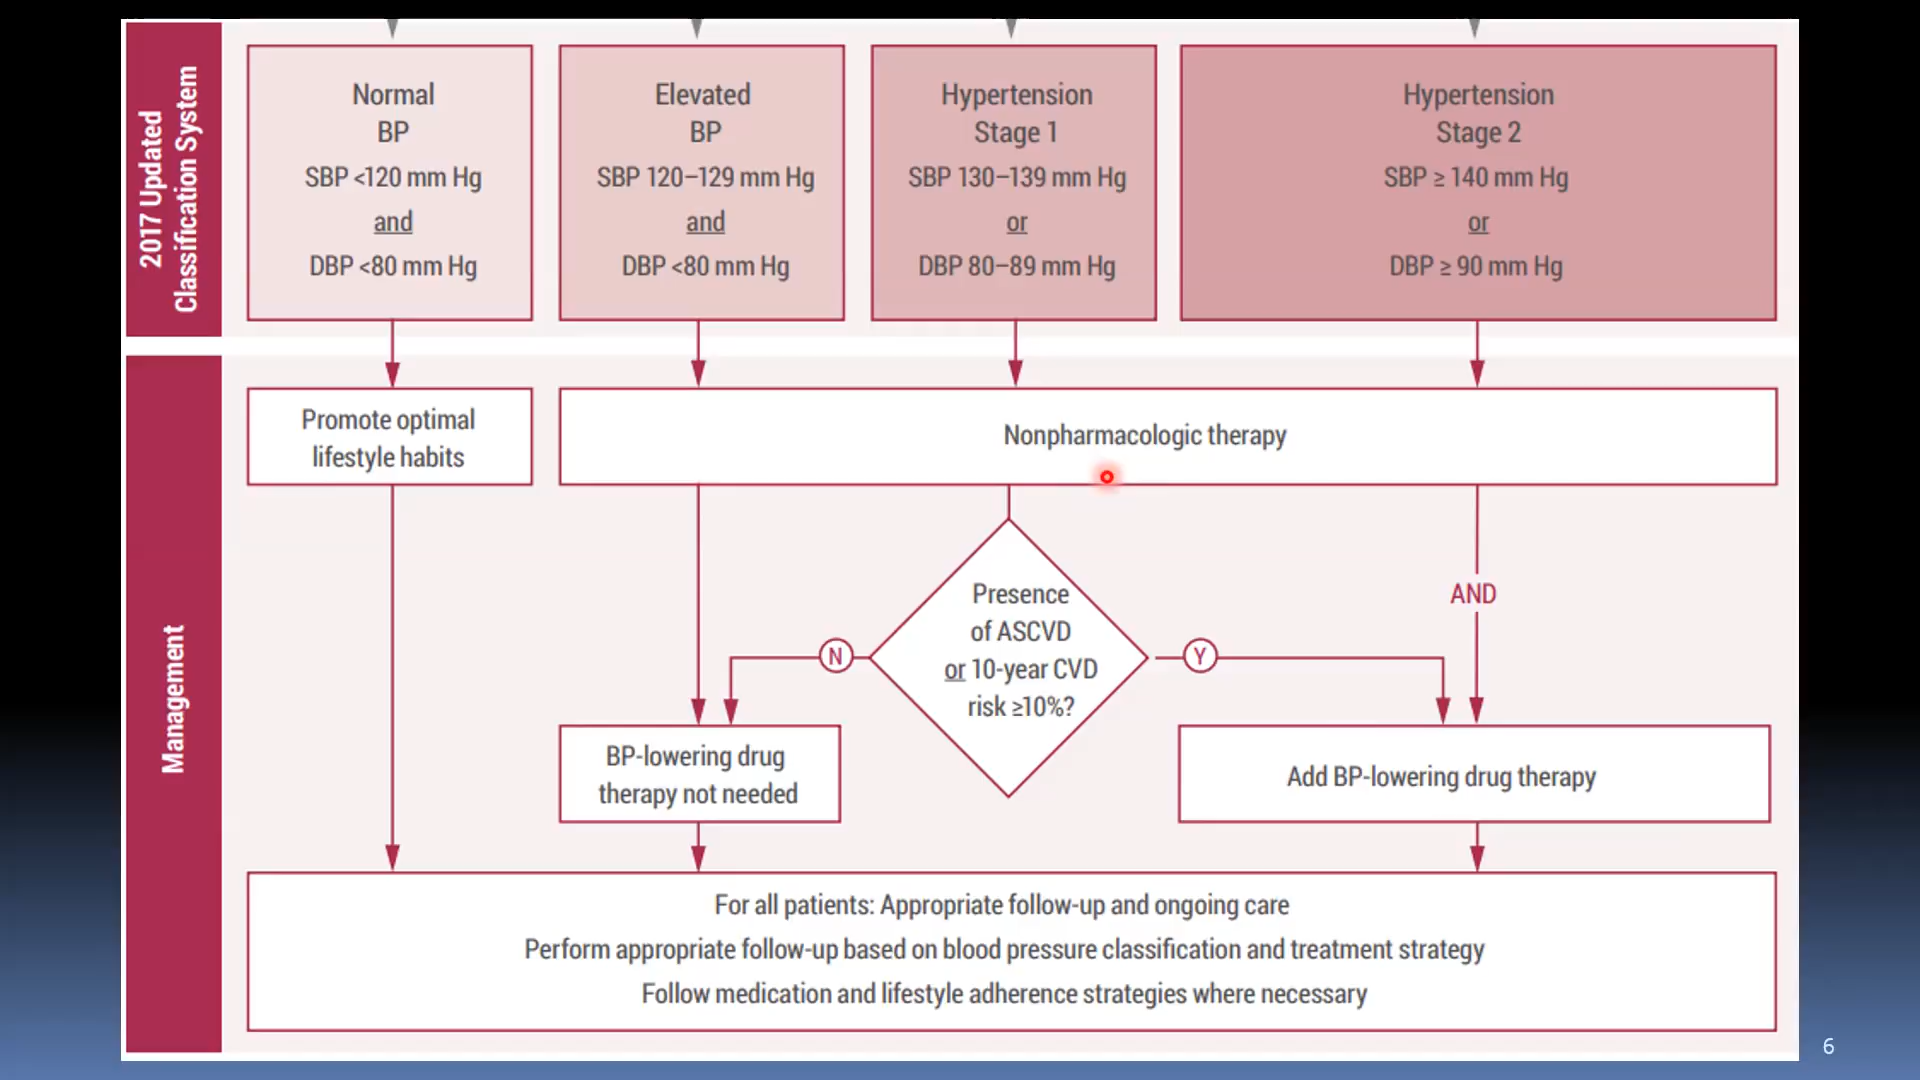 2017 Updated
Classification System
Normal
BP
SBP <120 mm Hg
and
DBP <80 mm Hg
Elevated
BP
SBP 120–129 mm Hg
and
DBP <80 mm Hg
Hypertension
Stage 1
SBP 130–139 mm Hg
or
DBP 80–89 mm Hg
Hypertension
Stage 2
SBP ≥ 140 mm Hg
or
DBP ≥ 90 mm Hg
Management
Promote optimal
lifestyle habits
Nonpharmacologic therapy
Presence
of ASCVD
or 10-year CVD
risk ≥10%?
N
Y
AND
BP-lowering drug
therapy not needed
Add BP-lowering drug therapy
For all patients: Appropriate follow-up and ongoing care
Perform appropriate follow-up based on blood pressure classification and treatment strategy
Follow medication and lifestyle adherence strategies where necessary
6